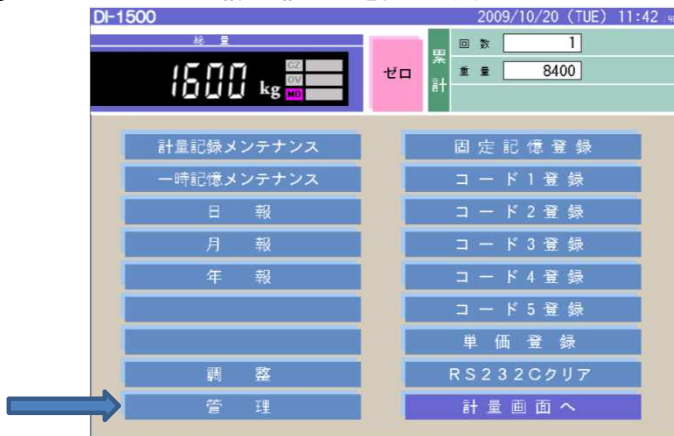 DI-1500
2009/10/20 (TUE) 11:42
総量
1600 kg
CZ
OV
MD
ゼロ
累計
回数 1
重量 8400
計量記録メンテナンス
一時記憶メンテナンス
日 報
月 報
年 報
調 整
管 理
固定記憶登録
コード1登録
コード2登録
コード3登録
コード4登録
コード5登録
単価登録
RS232Cクリア
計量画面へ